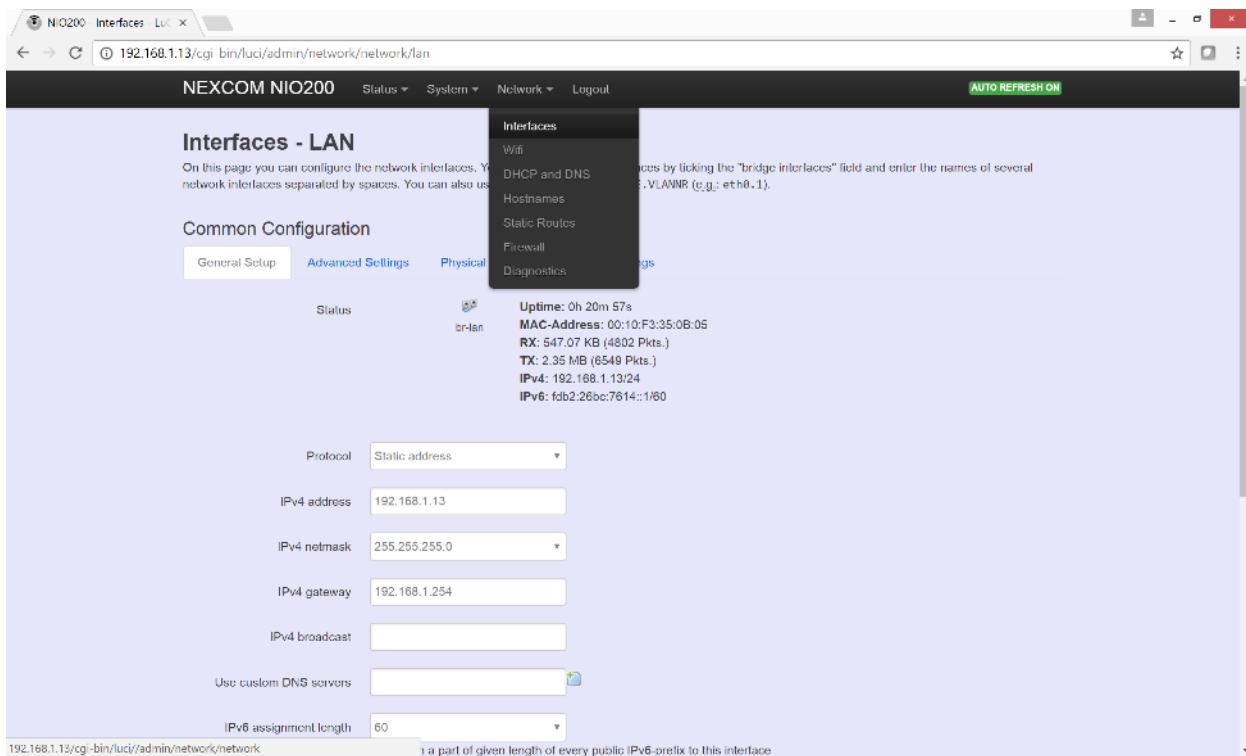 NIO200 - Interfaces - LuC
192.168.1.13/cgi-bin/luci/admin/network/network/lan
NEXCOM NIO200 Status System Network Logout AUTO REFRESH ON
Interfaces
Wifi
DHCP and DNS
Hostnames
Static Routes
Firewall
Diagnostics
Interfaces - LAN
On this page you can configure the network interfaces. Y ces by ticking the "bridge interfaces" field and enter the names of several
network interfaces separated by spaces. You can also us .VLANNR (e.g.: eth0.1).
Common Configuration
General Setup Advanced Settings Physical gs
Status
br-lan
Uptime: 0h 20m 57s
MAC-Address: 00:10:F3:35:0B:05
RX: 547.07 KB (4802 Pkts.)
TX: 2.35 MB (6549 Pkts.)
IPv4: 192.168.1.13/24
IPv6: fdb2:26bc:7614::1/60
Protocol Static address
IPv4 address 192.168.1.13
IPv4 netmask 255.255.255.0
IPv4 gateway 192.168.1.254
IPv4 broadcast
Use custom DNS servers
IPv6 assignment length 60
a part of given length of every public IPv6-prefix to this interface
192.168.1.13/cgi-bin/luci//admin/network/network